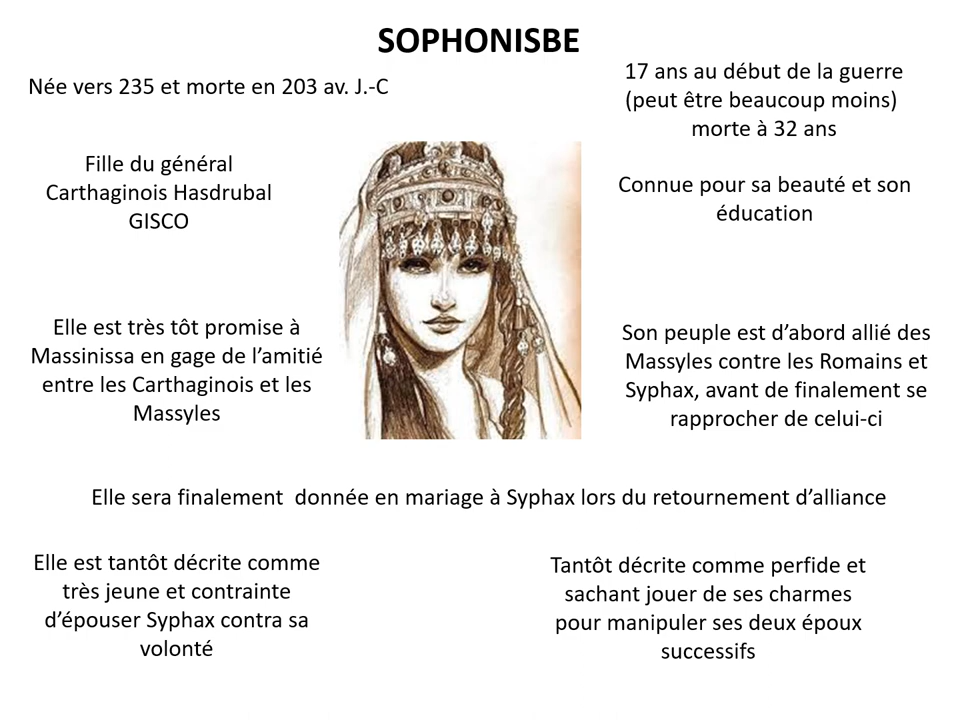 SOPHONISBE
Née vers 235 et morte en 203 av. J.-C
17 ans au début de la guerre
(peut être beaucoup moins)
morte à 32 ans
Fille du général
Carthaginois Hasdrubal
GISCO
Connue pour sa beauté et son
éducation
Elle est très tôt promise à
Massinissa en gage de l’amitié
entre les Carthaginois et les
Massyles
Son peuple est d’abord allié des
Massyles contre les Romains et
Syphax, avant de finalement se
rapprocher de celui-ci
Elle sera finalement  donnée en mariage à Syphax lors du retournement d’alliance
Elle est tantôt décrite comme
très jeune et contrainte
d’épouser Syphax contra sa
volonté
Tantôt décrite comme perfide et
sachant jouer de ses charmes
pour manipuler ses deux époux
successifs